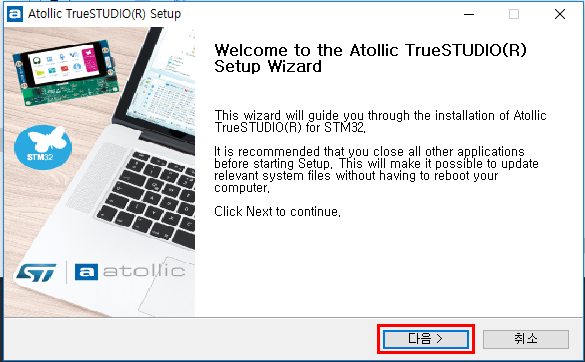 Atollic TrueSTUDIO(R) Setup
Welcome to the Atollic TrueSTUDIO(R)
Setup Wizard
This wizard will guide you through the installation of Atollic
TrueSTUDIO(R) for STM32.
It is recommended that you close all other applications
before starting Setup. This will make it possible to update
relevant system files without having to reboot your
computer.
Click Next to continue.
STM32
ST
a atollic
다음 >
취소